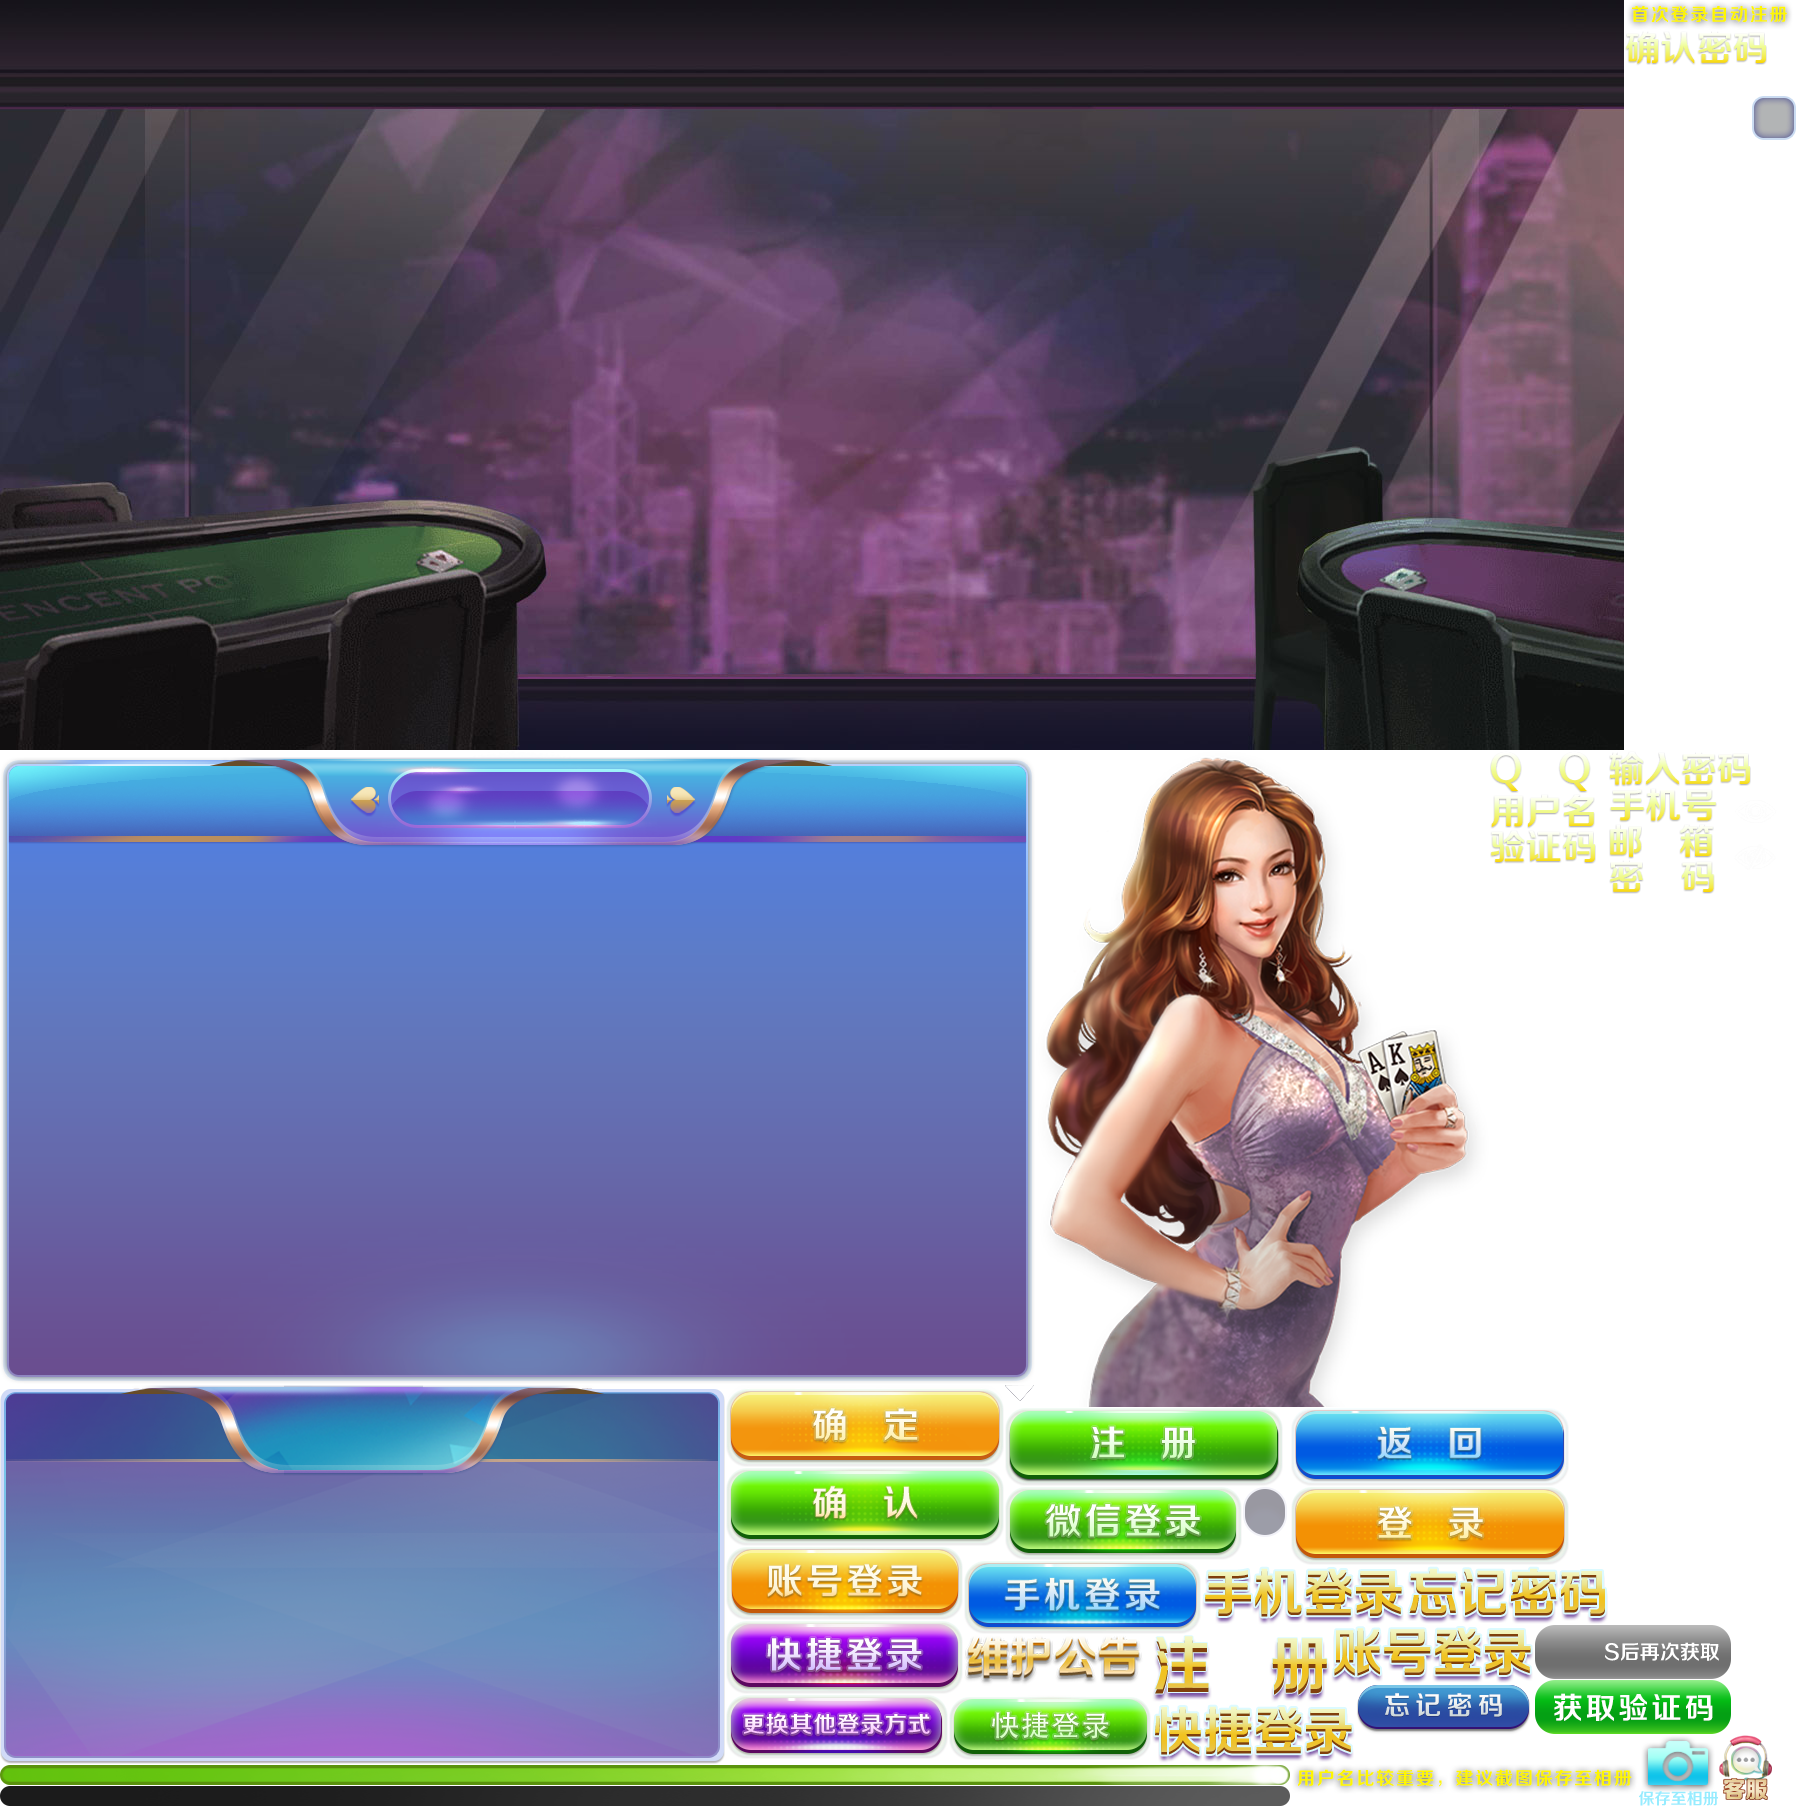 首次登录自动注册
确认密码
ENCENT PO
Q Q
输入密码
用户名
手机号
验证码
邮 箱
密 码
A K
确 定
注 册
返 回
确 认
微信登录
登 录
账号登录
手机登录
手机登录
忘记密码
快捷登录
维护公告
注 册
账号登录
S后再次获取
更换其他登录方式
快捷登录
快捷登录
忘记密码
获取验证码
用户名比较重要，建议截图保存至相册
保存至相册
客服